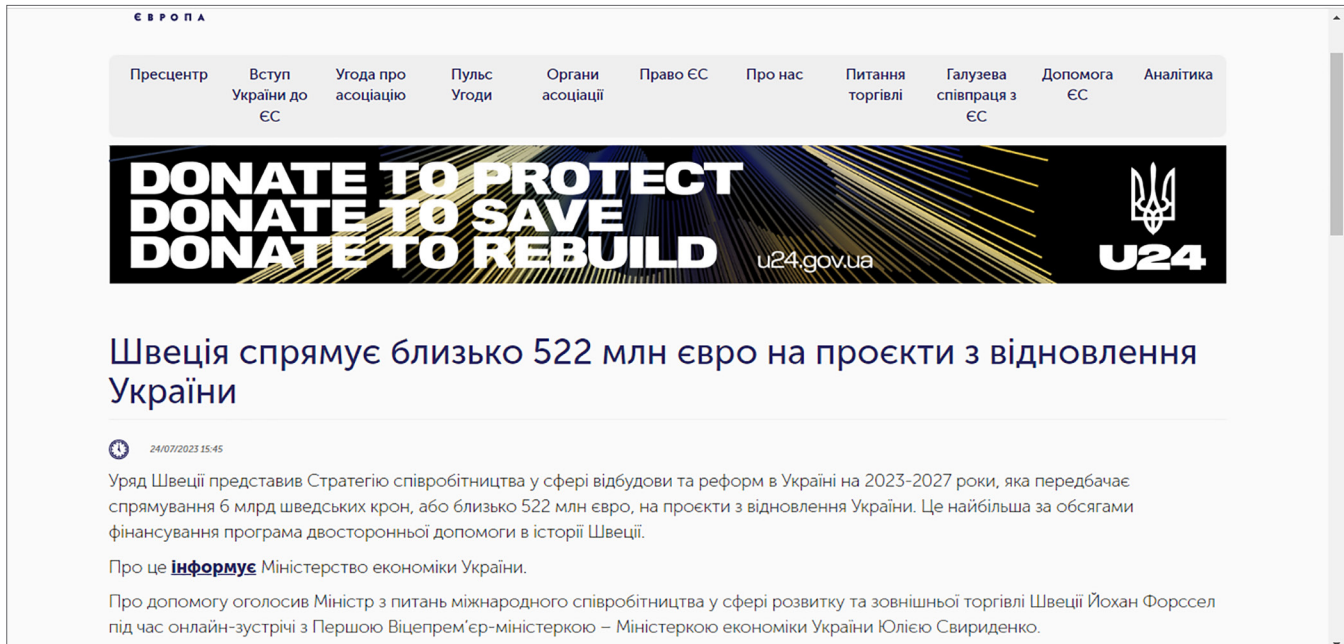 ЄВРОПА
Пресцентр
Вступ
України до
ЄС
Угода про
асоціацію
Пульс
Угоди
Органи
асоціації
Право ЄС
Про нас
Питання
торгівлі
Галузева
співпраця з
ЄС
Допомога
ЄС
Аналітика
DONATE TO PROTECT
DONATE TO SAVE
DONATE TO REBUILD
u24.gov.ua
U24
Швеція спрямує близько 522 млн євро на проєкти з відновлення
України
24/07/2023 15:45
Уряд Швеції представив Стратегію співробітництва у сфері відбудови та реформ в Україні на 2023-2027 роки, яка передбачає
спрямування 6 млрд шведських крон, або близько 522 млн євро, на проєкти з відновлення України. Це найбільша за обсягами
фінансування програма двосторонньої допомоги в історії Швеції.
Про це інформує Міністерство економіки України.
Про допомогу оголосив Міністр з питань міжнародного співробітництва у сфері розвитку та зовнішньої торгівлі Швеції Йохан Форссел
під час онлайн-зустрічі з Першою Віцепрем’єр-міністеркою – Міністеркою економіки України Юлією Свириденко.